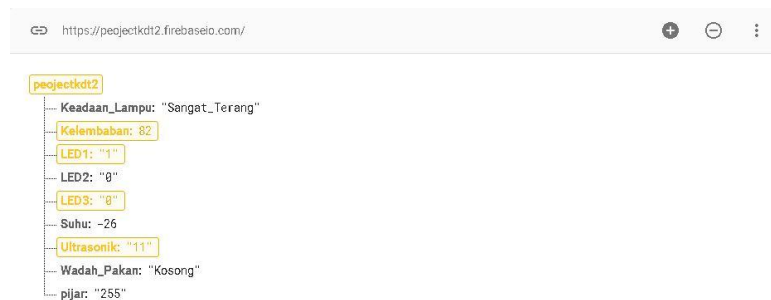 https://peojectkdt2.firebaseio.com/
peojectkdt2
Keadaan_Lampu: "Sangat_Terang"
Kelembaban: 82
LED1: "1"
LED2: "0"
LED3: "0"
Suhu: -26
Ultrasonik: "11"
Wadah_Pakan: "Kosong"
pijar: "255"